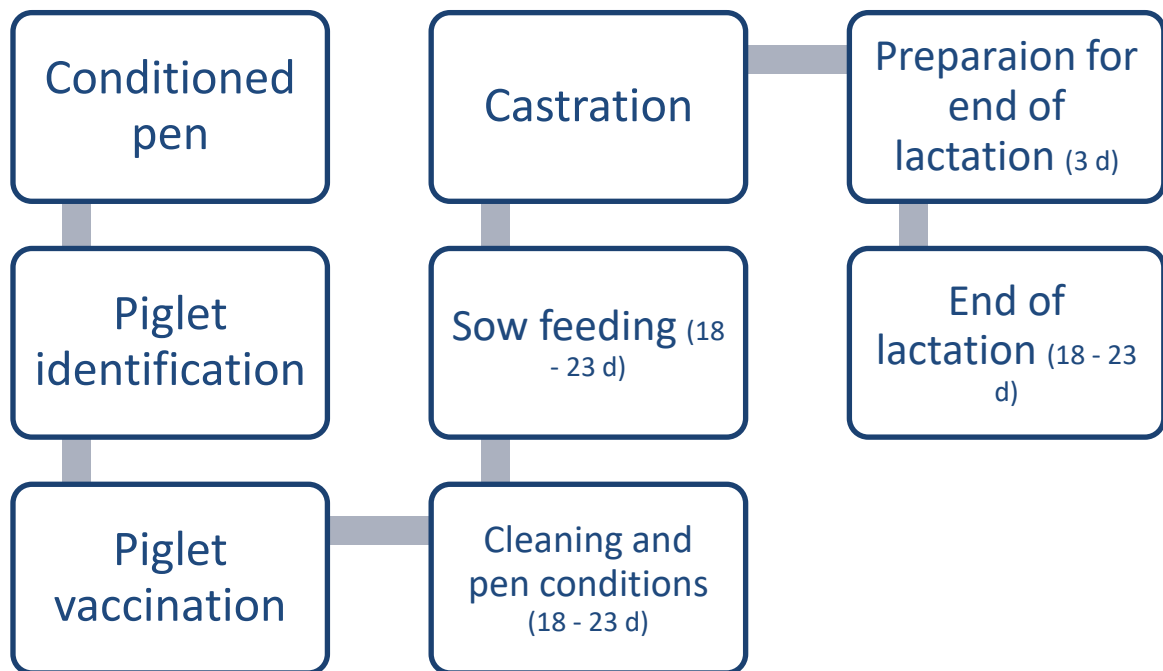 Conditioned
pen
Piglet
identification
Piglet
vaccination
Cleaning and
pen conditions
(18 - 23 d)
Sow feeding (18
- 23 d)
Castration
Preparaion for
end of
lactation (3 d)
End of
lactation (18 - 23
d)